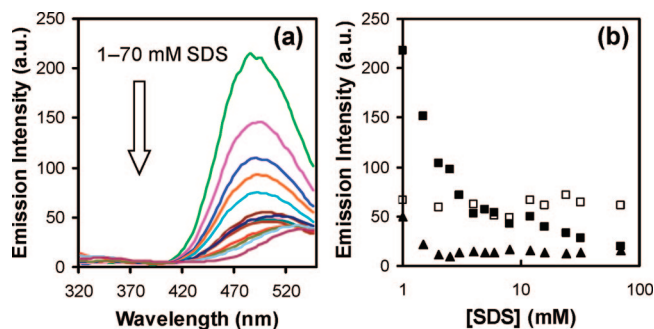 (a)
1–70 mM SDS
Emission Intensity (a.u.)
250
200
150
100
50
0
320 370 420 470 520
Wavelength (nm)
(b)
Emission Intensity (a.u.)
250
200
150
100
50
0
1 10 100
[SDS] (mM)